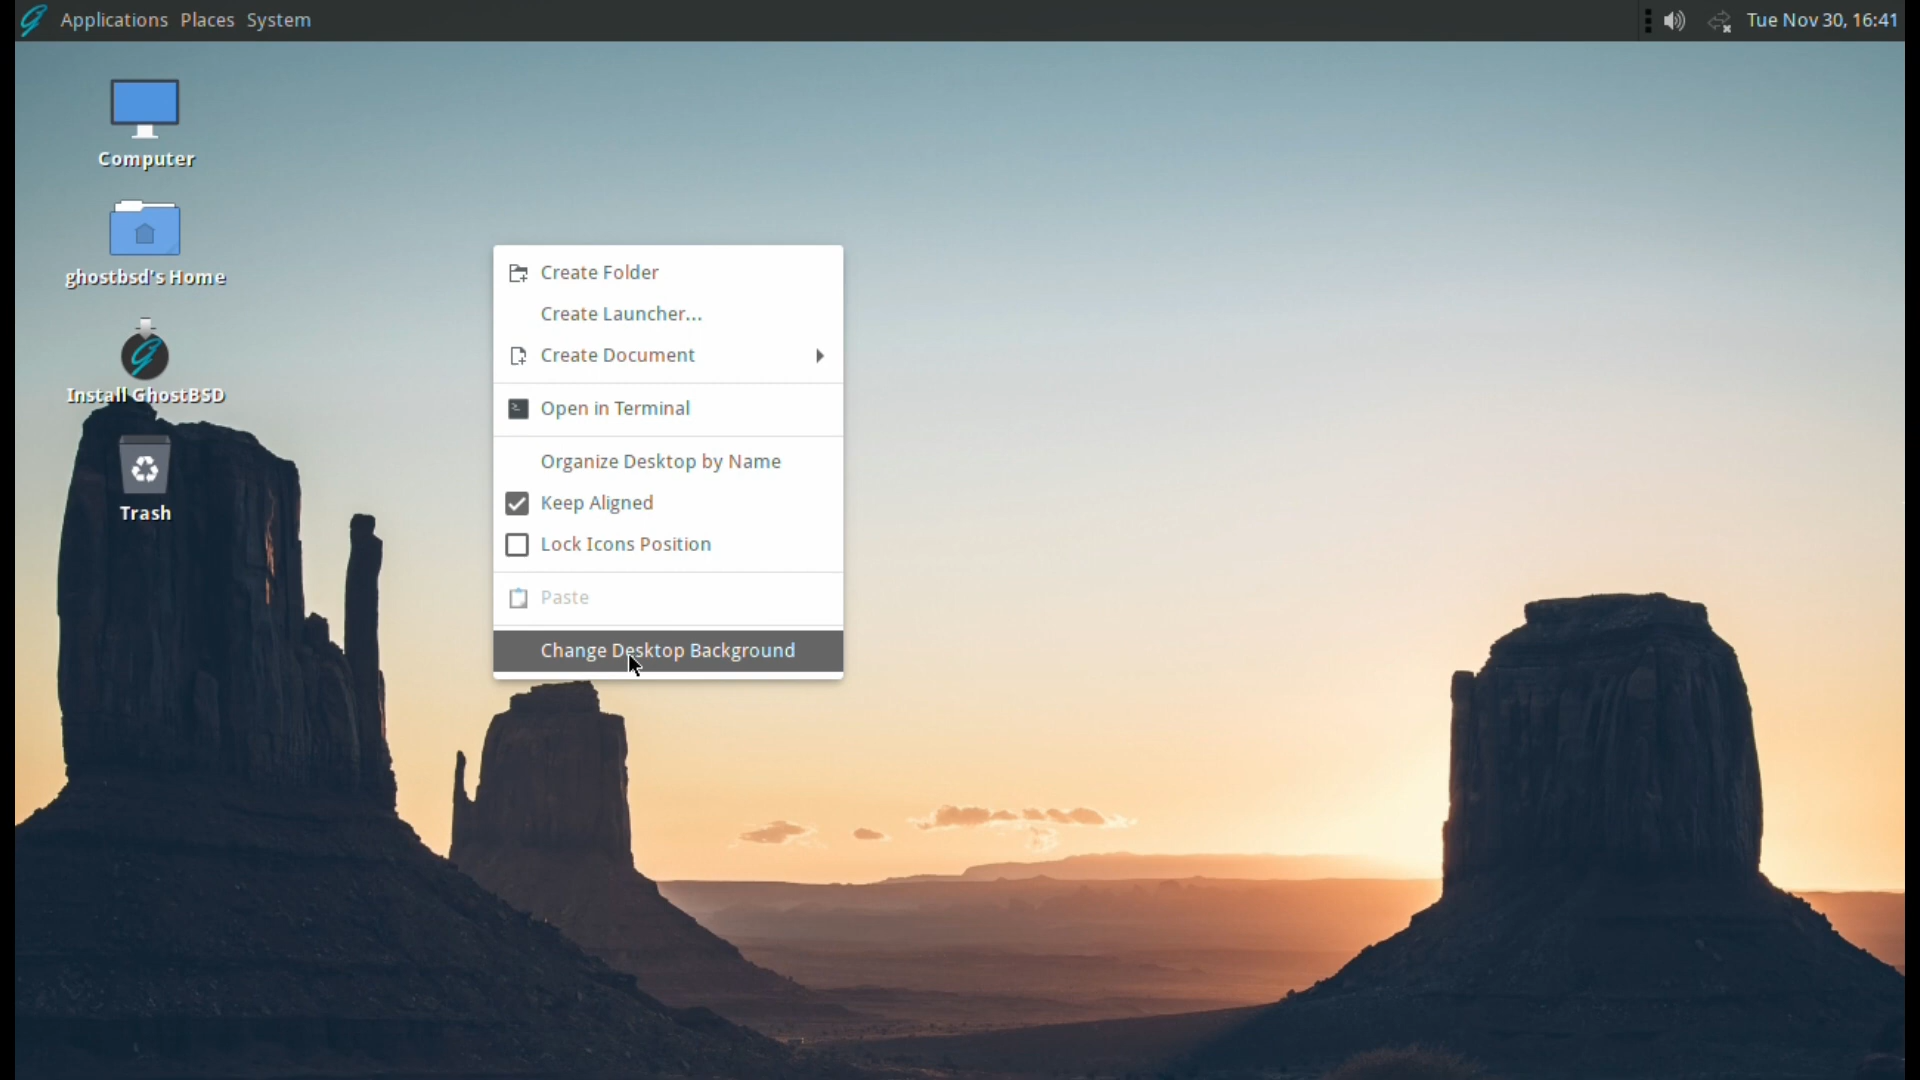 Applications Places System
Tue Nov 30, 16:41
Computer
ghostbsd's Home
Install GhostBSD
Trash
Create Folder
Create Launcher...
Create Document
Open in Terminal
Organize Desktop by Name
Keep Aligned
Lock Icons Position
Paste
Change Desktop Background